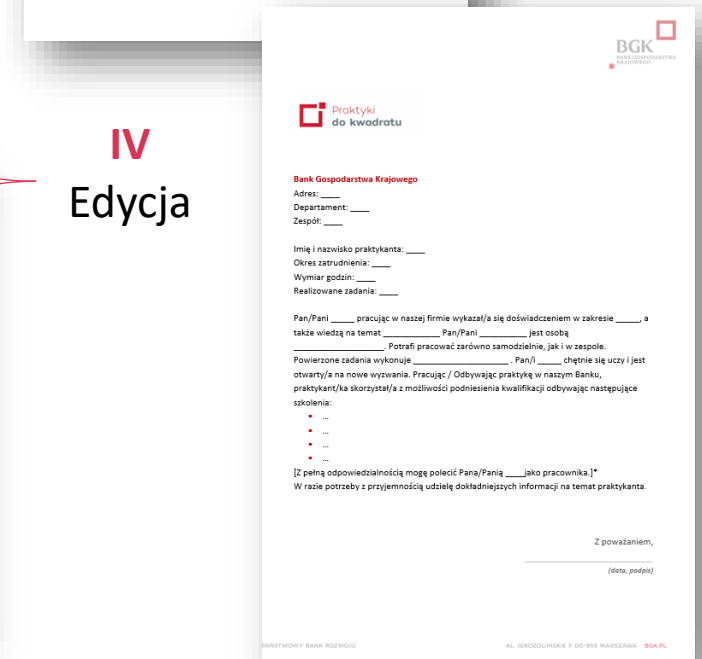 IV
Edycja
BGK
BANK GOSPODARSTWA
KRAJOWEGO
Praktyki
do kwadratu
Bank Gospodarstwa Krajowego
Adres: ____
Departament: ____
Zespół: ____
Imię i nazwisko praktykanta: ____
Okres zatrudnienia: ____
Wymiar godzin: ____
Realizowane zadania: ____
Pan/Pani _____ pracując w naszej firmie wykazał/a się doświadczeniem w zakresie _____, a
także wiedzą na temat ____________ Pan/Pani __________ jest osobą
___________________. Potrafi pracować zarówno samodzielnie, jak i w zespole.
Powierzone zadania wykonuje ____________________ . Pan/i _____ chętnie się uczy i jest
otwarty/a na nowe wyzwania. Pracując / Odbywając praktykę w naszym Banku,
praktykant/ka skorzystał/a z możliwości podniesienia kwalifikacji odbywając następujące
szkolenia:
▪ ...
▪ ...
▪ ...
▪ ...
[Z pełną odpowiedzialnością mogę polecić Pana/Panią ____jako pracownika.]*
W razie potrzeby z przyjemnością udzielę dokładniejszych informacji na temat praktykanta.
Z poważaniem,
___________________________
(data, podpis)
PAŃSTWOWY BANK ROZWOJU
AL. JEROZOLIMSKIE 7, 00-955 WARSZAWA BGK.PL